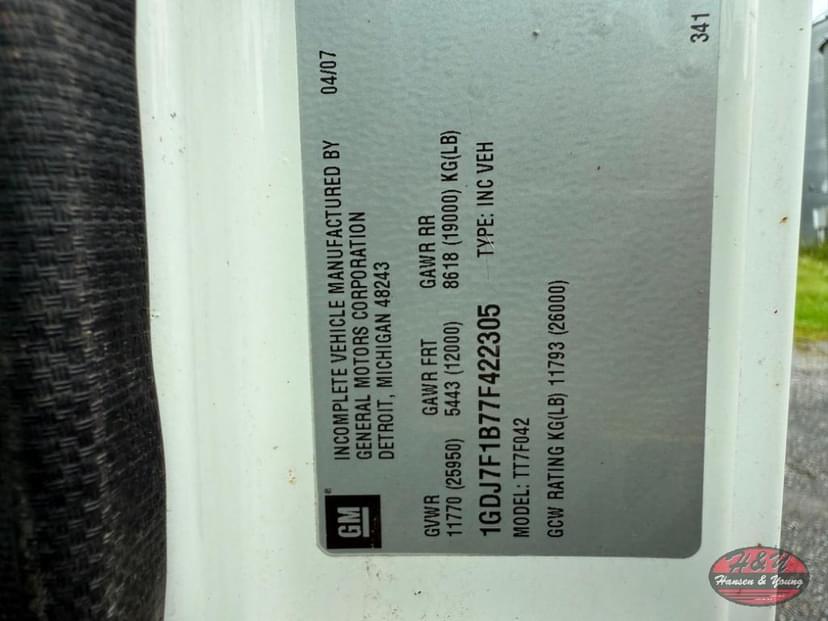 GM
INCOMPLETE VEHICLE MANUFACTURED BY 04/07
GENERAL MOTORS CORPORATION
DETROIT, MICHIGAN 48243
GVWR GAWR FRT GAWR RR
11770 (25950) 5443 (12000) 8618 (19000) KG(LB)
1GDJ7F1B77F422305 TYPE: INC VEH
MODEL: TT7F042
GCW RATING KG(LB) 11793 (26000)
341
H&Y
Hansen & Young